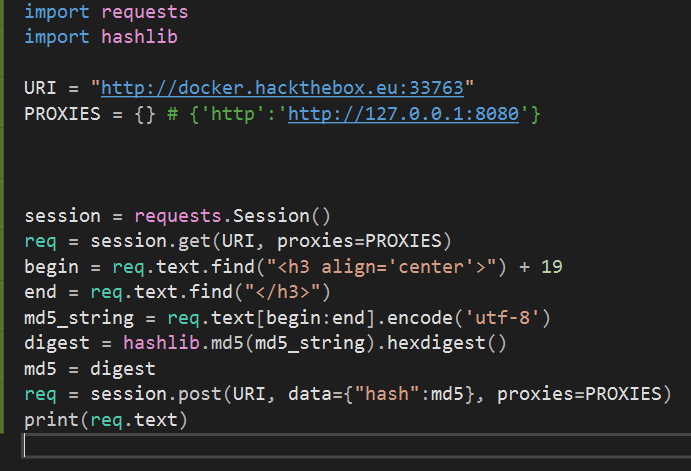 import requests
import hashlib
URI = "http://docker.hackthebox.eu:33763"
PROXIES = {} # {'http':'http://127.0.0.1:8080'}
session = requests.Session()
req = session.get(URI, proxies=PROXIES)
begin = req.text.find("<h3 align='center'>") + 19
end = req.text.find("</h3>")
md5_string = req.text[begin:end].encode('utf-8')
digest = hashlib.md5(md5_string).hexdigest()
md5 = digest
req = session.post(URI, data={"hash":md5}, proxies=PROXIES)
print(req.text)